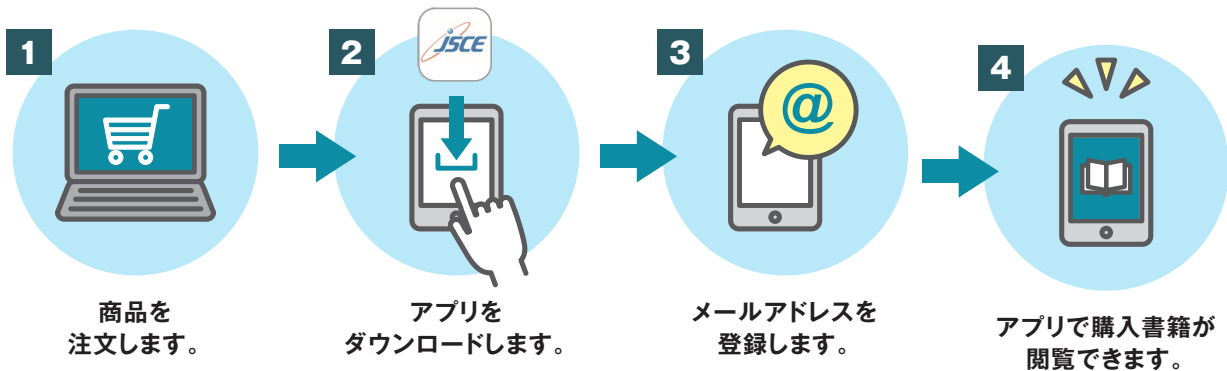 1
商品を
注文します。
2
JSCE
アプリを
ダウンロードします。
3
@
メールアドレスを
登録します。
4
アプリで購入書籍が
閲覧できます。